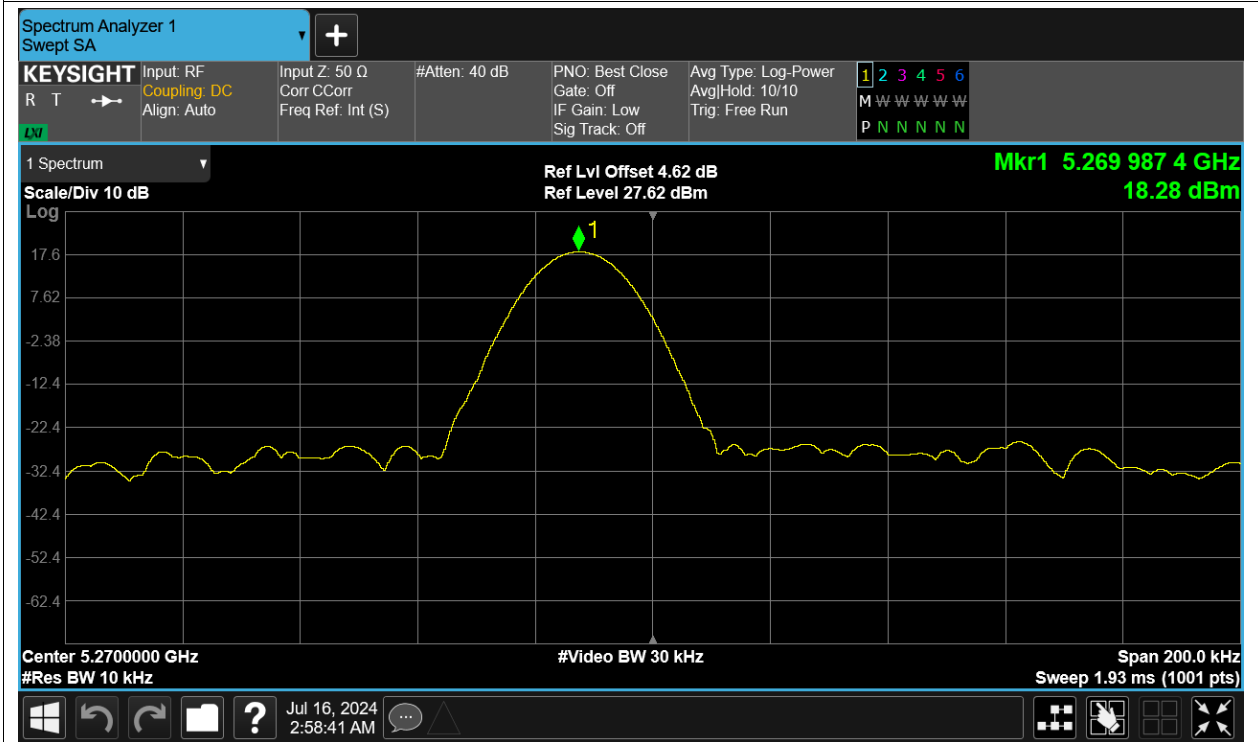 Spectrum Analyzer 1
Swept SA
+
KEYSIGHT
R T
LXI
Input: RF
Coupling: DC
Align: Auto
Input Z: 50 Ω
Corr CCorr
Freq Ref: Int (S)
#Atten: 40 dB
PNO: Best Close
Gate: Off
IF Gain: Low
Sig Track: Off
Avg Type: Log-Power
Avg|Hold: 10/10
Trig: Free Run
1 2 3 4 5 6
M W W W W W
P N N N N N
1 Spectrum
Scale/Div 10 dB
Ref Lvl Offset 4.62 dB
Ref Level 27.62 dBm
Mkr1 5.269 987 4 GHz
18.28 dBm
Log
1
17.6
7.62
-2.38
-12.4
-22.4
-32.4
-42.4
-52.4
-62.4
Center 5.2700000 GHz
#Video BW 30 kHz
Span 200.0 kHz
#Res BW 10 kHz
Sweep 1.93 ms (1001 pts)
?
Jul 16, 2024
2:58:41 AM